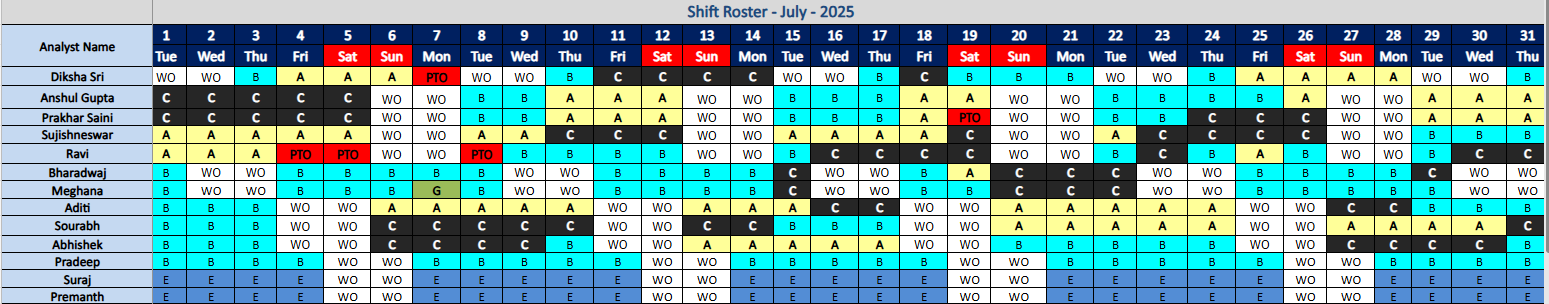 Shift Roster - July - 2025
Analyst Name 1 2 3 4 5 6 7 8 9 10 11 12 13 14 15 16 17 18 19 20 21 22 23 24 25 26 27 28 29 30 31
Tue Wed Thu Fri Sat Sun Mon Tue Wed Thu Fri Sat Sun Mon Tue Wed Thu Fri Sat Sun Mon Tue Wed Thu Fri Sat Sun Mon Tue Wed Thu
Diksha Sri WO WO B A A A PTO WO WO B C C C C WO WO B C B B B WO WO B A A A A WO WO B
Anshul Gupta C C C C C WO WO B B A A A WO WO B B B A A WO WO B B B B A WO WO A A A
Prakhar Saini C C C C C WO WO B B A A A WO WO B B B A PTO WO WO B B C C C WO WO A A A
Sujishneswar A A A A A WO WO A A C C C WO WO A A A A C WO WO A C C C C WO WO B B B
Ravi A A A PTO PTO WO WO PTO B B B B WO WO B C C C C WO WO B C B A B WO WO B C C
Bharadwaj B WO WO B B B B B WO WO B B B B C WO WO B A C C C WO WO B B B B C WO WO
Meghana B WO WO B B B G B WO WO B B B B C WO WO B B C C C WO WO B B B B B WO WO
Aditi B B B WO WO A A A A A WO WO A A A C C WO WO A A A A A WO WO C C B B B
Sourabh B B B WO WO C C C C C WO WO C C B B B WO WO A A A A A WO WO A A A A C
Abhishek B B B WO WO C C C C B WO WO A A A A A WO WO B B B B B WO WO C C C C B
Pradeep B B B B WO WO B B B B B WO WO B B B B B WO WO B B B B B WO WO B B B B
Suraj E E E E WO WO E E E E E WO WO E E E E E WO WO E E E E E WO WO E E E E
Premanth E E E E WO WO E E E E E WO WO E E E E E WO WO E E E E E WO WO E E E E